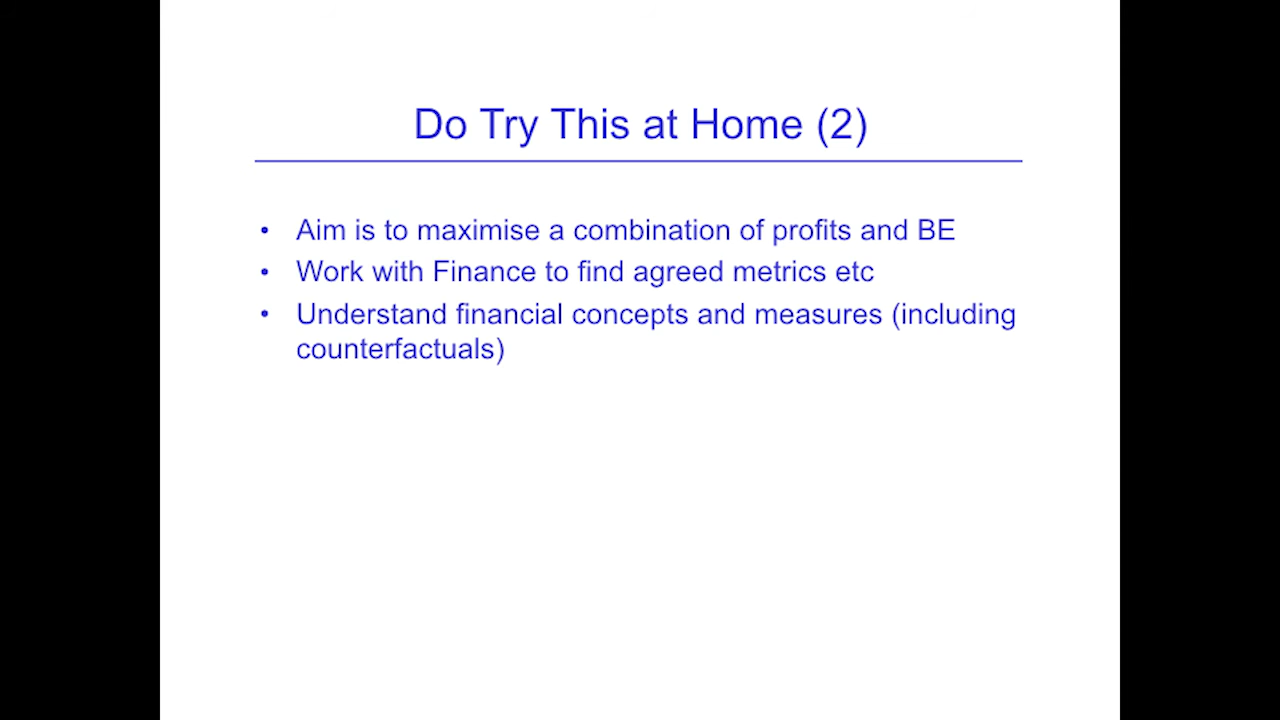 Do Try This at Home (2)
• Aim is to maximise a combination of profits and BE
• Work with Finance to find agreed metrics etc
• Understand financial concepts and measures (including
counterfactuals)